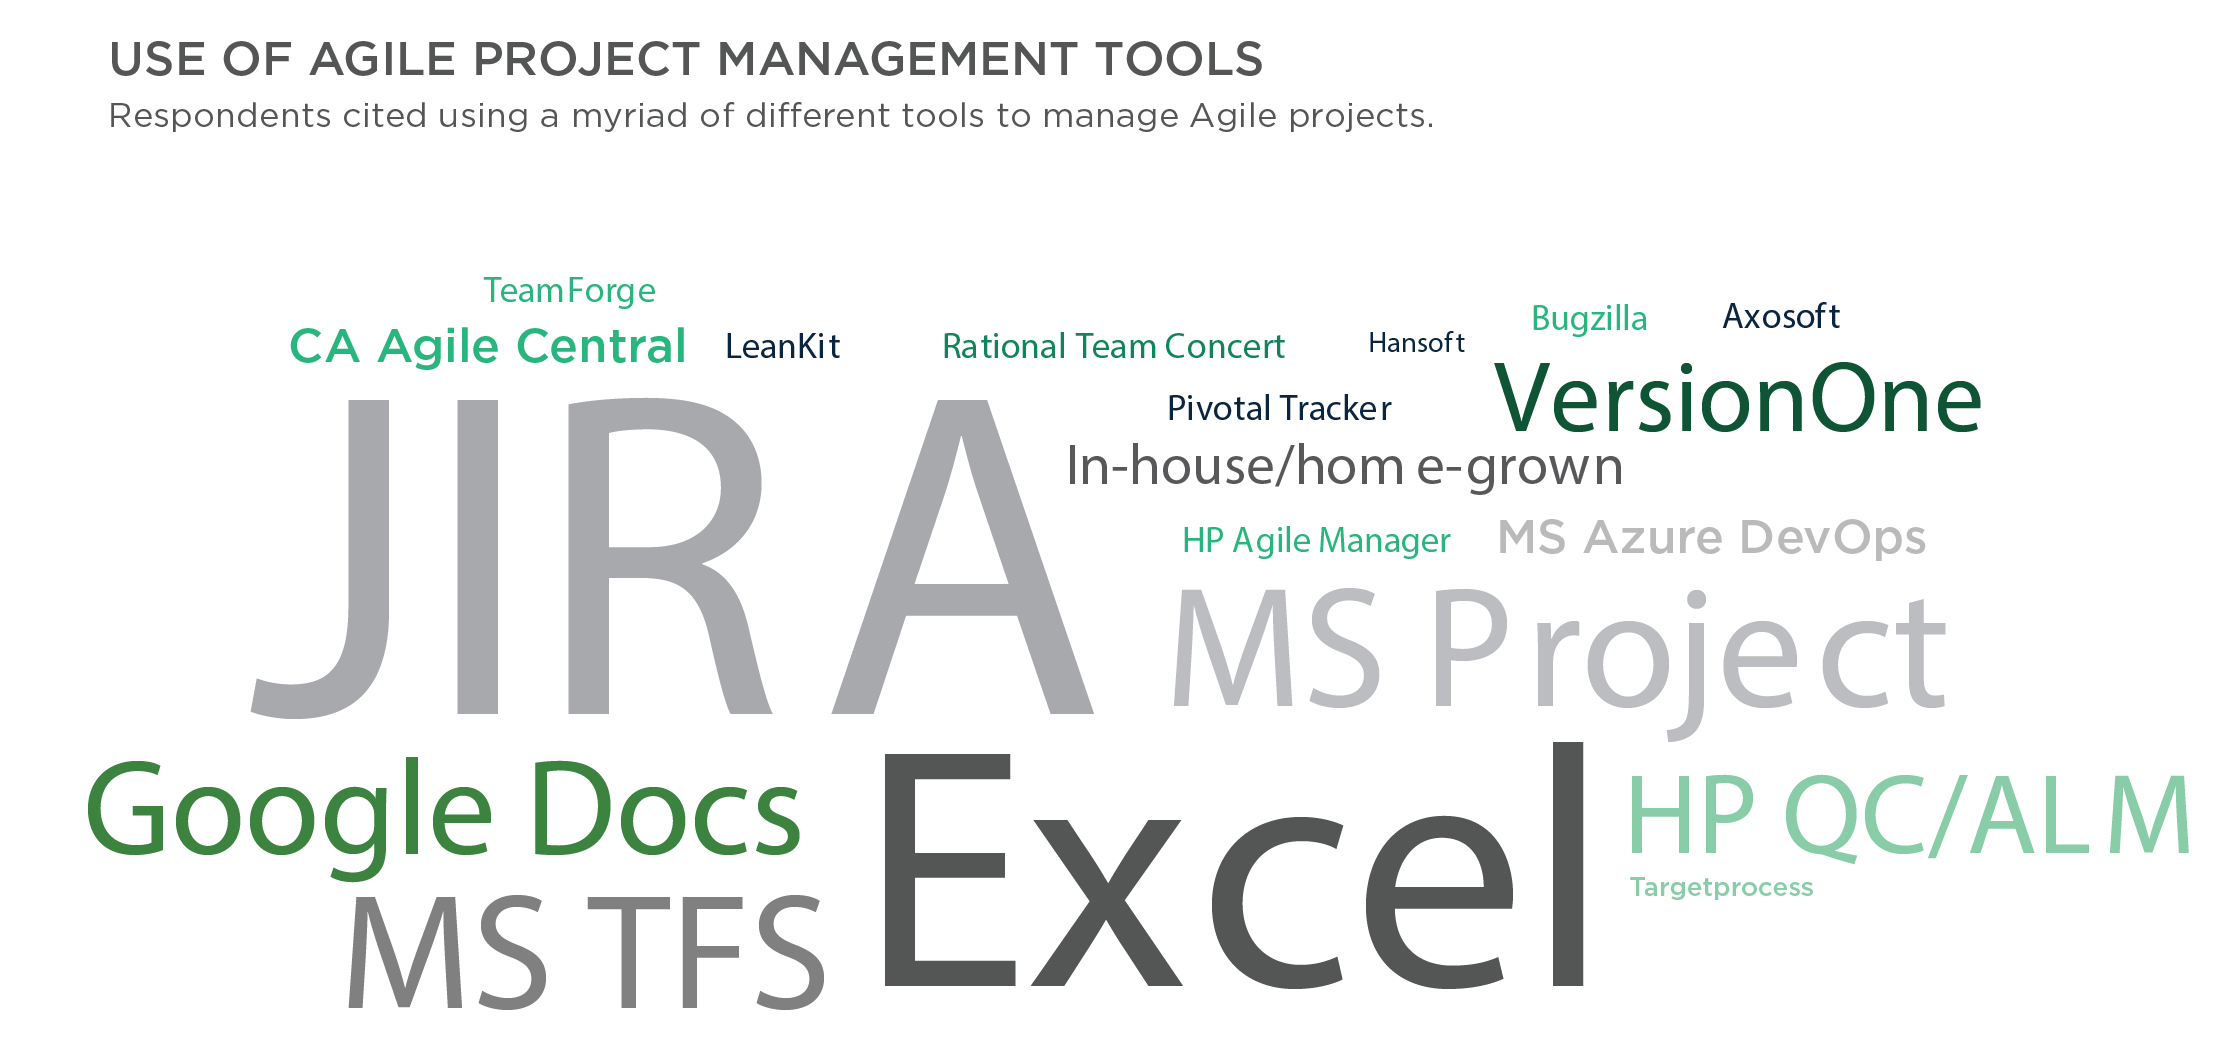 USE OF AGILE PROJECT MANAGEMENT TOOLS
Respondents cited using a myriad of different tools to manage Agile projects.
TeamForge
Bugzilla
Axosoft
CA Agile Central
LeanKit
Rational Team Concert
Hansoft
VersionOne
Pivotal Tracker
In-house/home-grown
JIRA
HP Agile Manager
MS Azure DevOps
MS Project
Google Docs
Excel
HP QC/ALM
Targetprocess
MS TFS